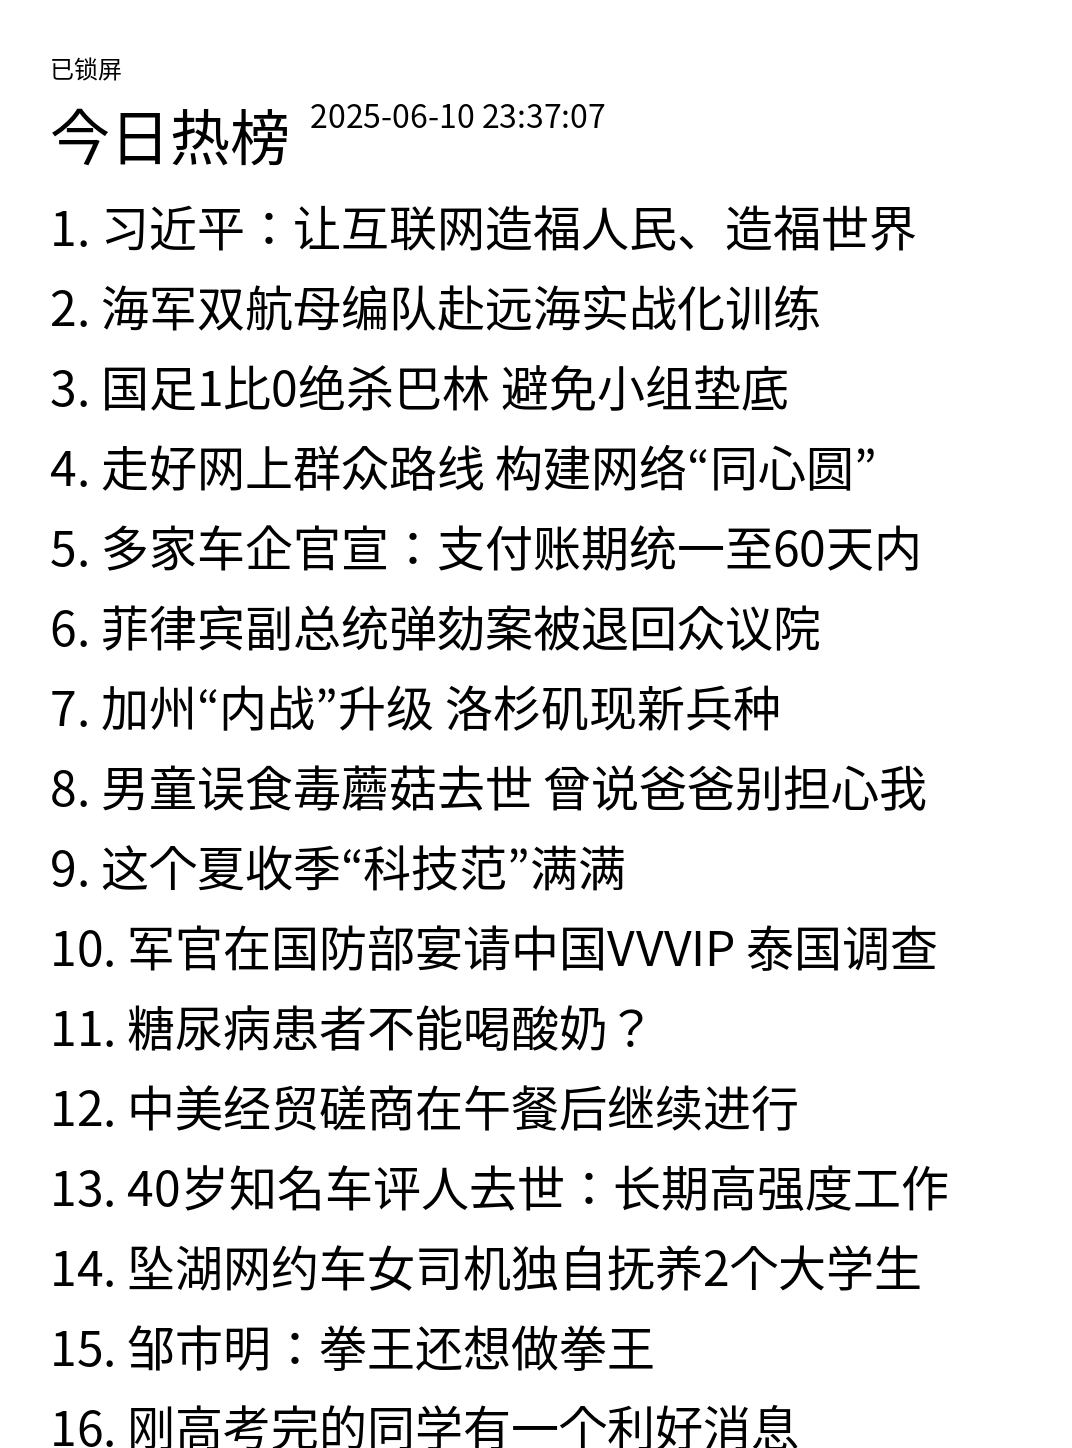 已锁屏
今日热榜 2025-06-10 23:37:07
1. 习近平：让互联网造福人民、造福世界
2. 海军双航母编队赴远海实战化训练
3. 国足1比0绝杀巴林 避免小组垫底
4. 走好网上群众路线 构建网络“同心圆”
5. 多家车企官宣：支付账期统一至60天内
6. 菲律宾副总统弹劾案被退回众议院
7. 加州“内战”升级 洛杉矶现新兵种
8. 男童误食毒蘑菇去世 曾说爸爸别担心我
9. 这个夏收季“科技范”满满
10. 军官在国防部宴请中国VVVIP 泰国调查
11. 糖尿病患者不能喝酸奶？
12. 中美经贸磋商在午餐后继续进行
13. 40岁知名车评人去世：长期高强度工作
14. 坠湖网约车女司机独自抚养2个大学生
15. 邹市明：拳王还想做拳王
16. 刚高考完的同学有一个利好消息